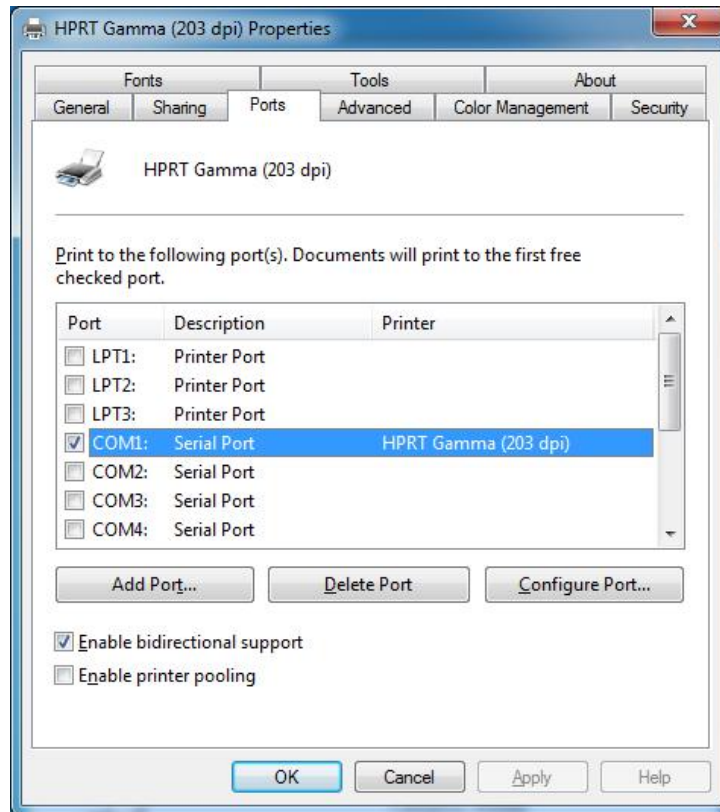 HPRT Gamma (203 dpi) Properties
Fonts Tools About
General Sharing Ports Advanced Color Management Security
HPRT Gamma (203 dpi)
Print to the following port(s). Documents will print to the first free
checked port.
Port Description Printer
LPT1: Printer Port
LPT2: Printer Port
LPT3: Printer Port
COM1: Serial Port HPRT Gamma (203 dpi)
COM2: Serial Port
COM3: Serial Port
COM4: Serial Port
Add Port... Delete Port Configure Port...
Enable bidirectional support
Enable printer pooling
OK Cancel Apply Help